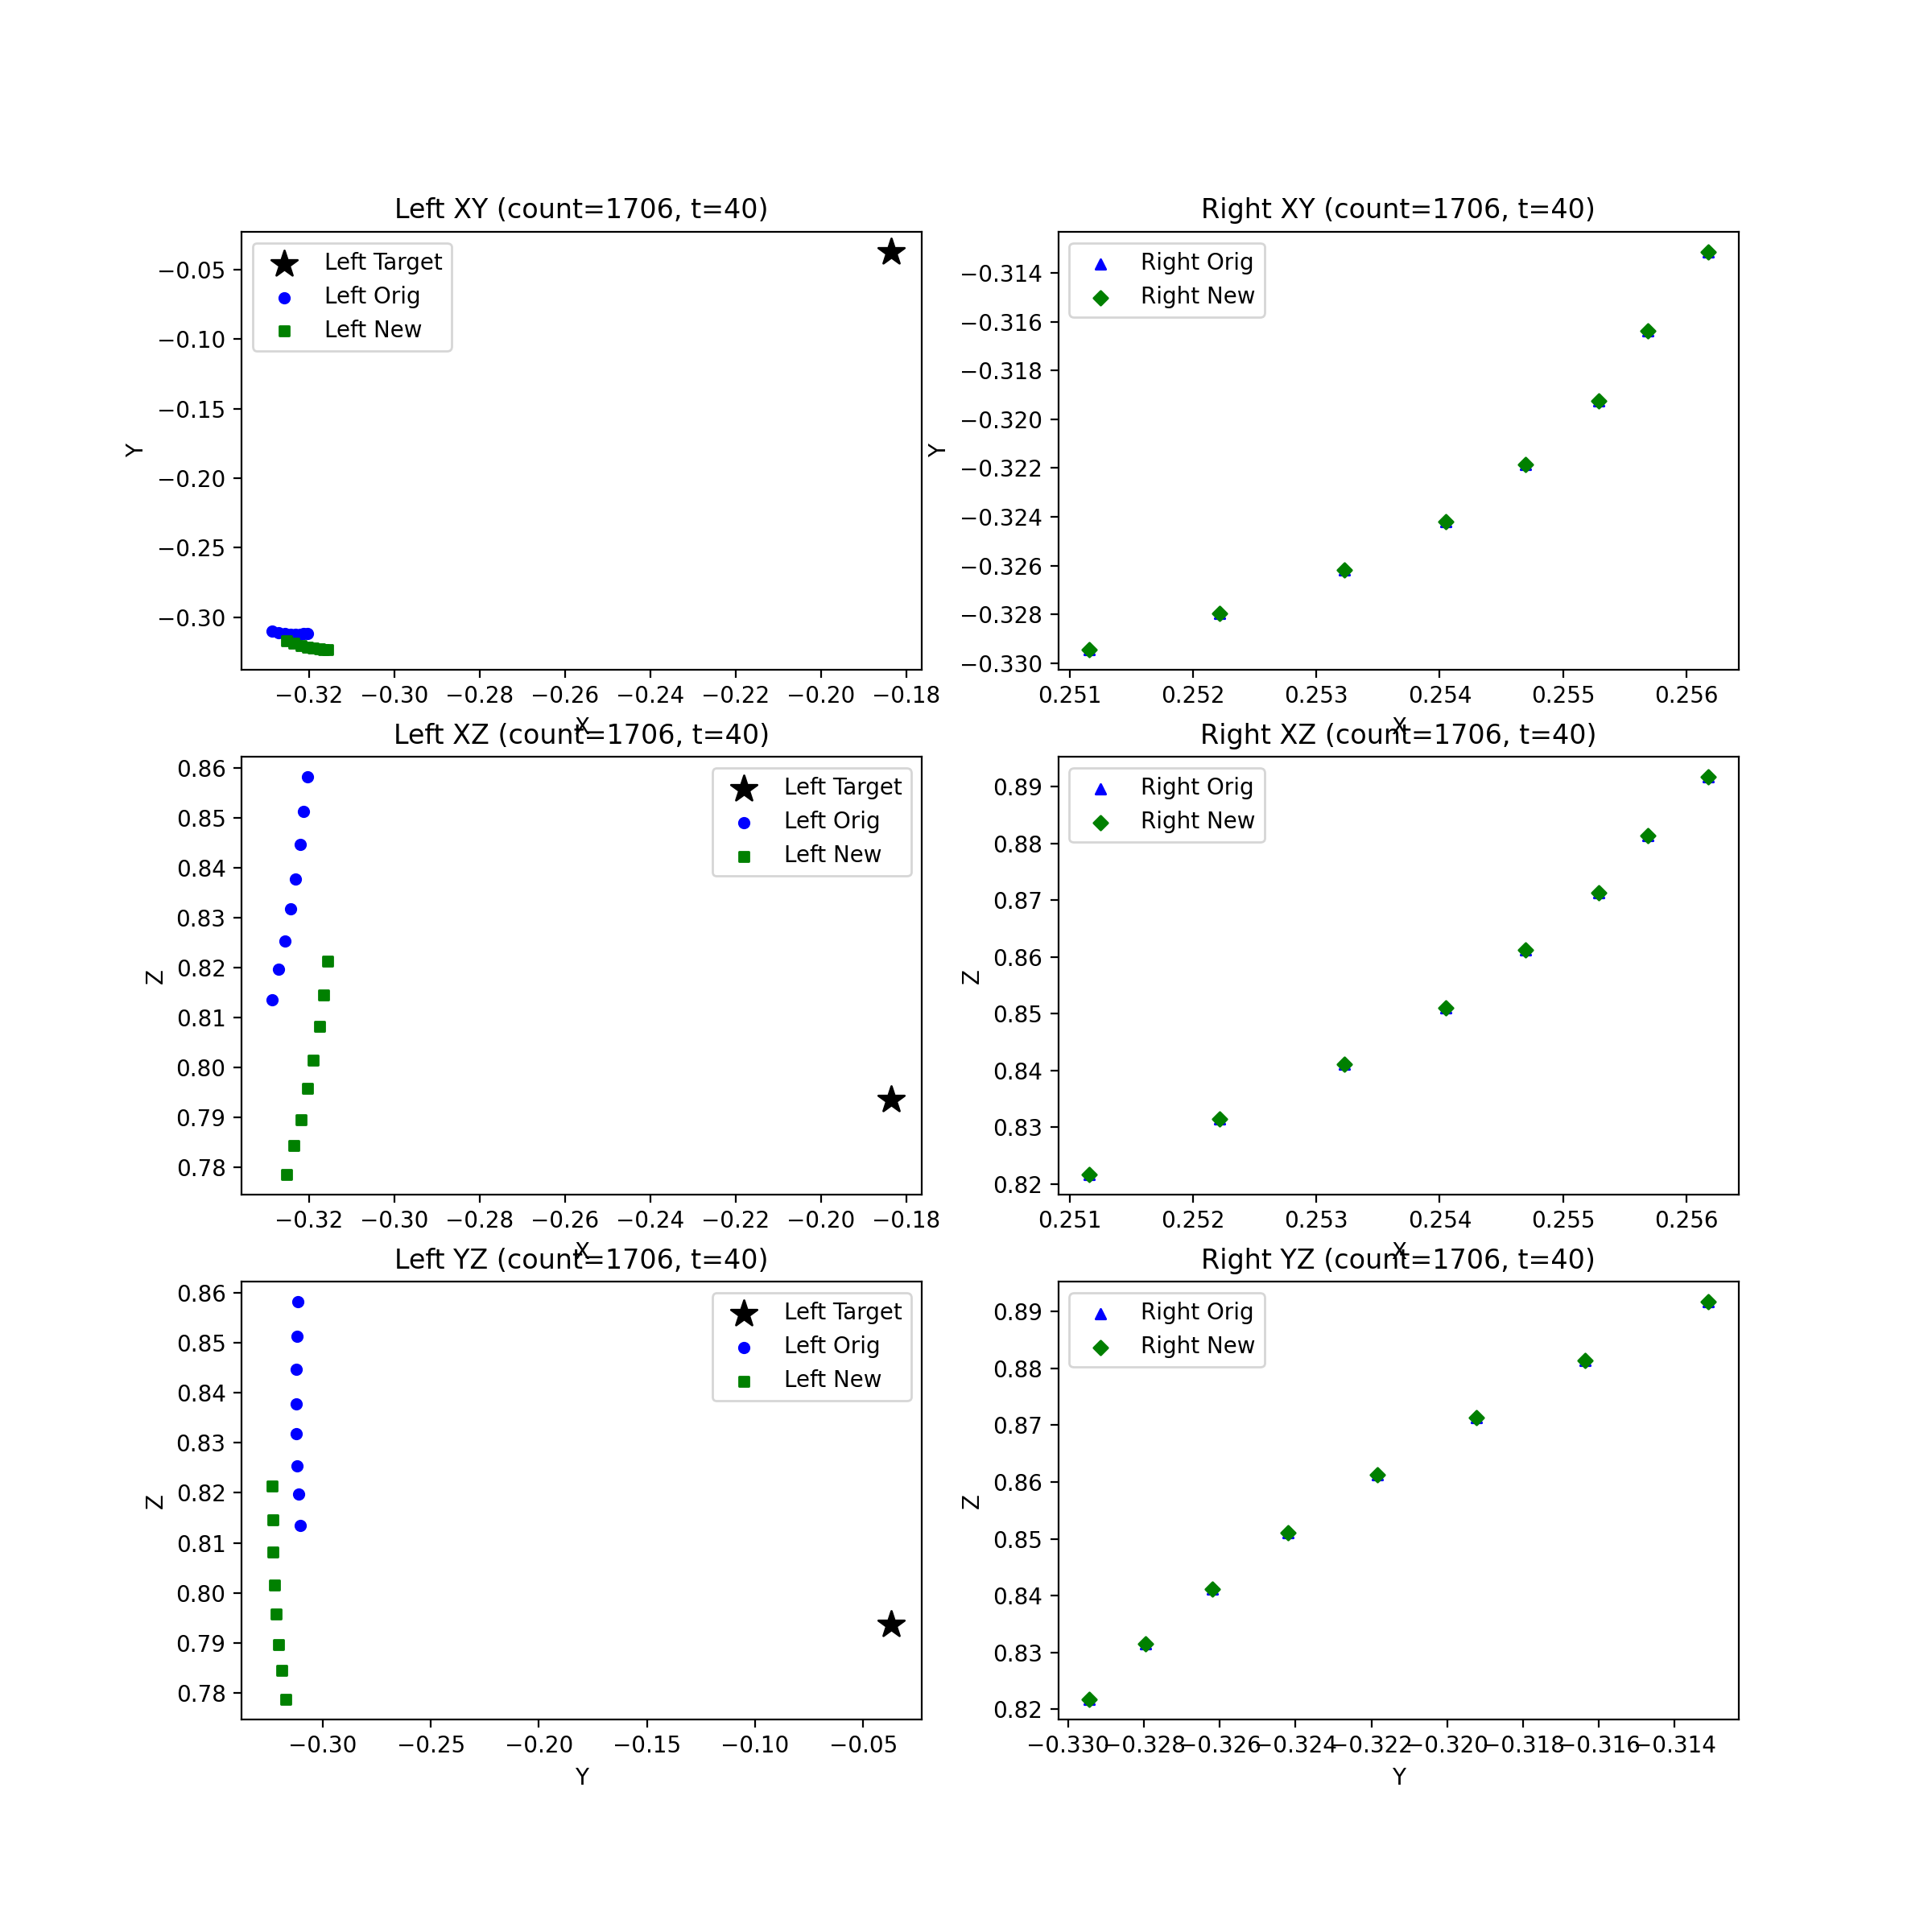 Left XY (count=1706, t=40)
Left Target
Left Orig
Left New
−0.05
−0.10
−0.15
−0.20
−0.25
−0.30
Y
−0.32 −0.30 −0.28 −0.26 −0.24 −0.22 −0.20 −0.18
X
Right XY (count=1706, t=40)
Right Orig
Right New
−0.314
−0.316
−0.318
−0.320
−0.322
−0.324
−0.326
−0.328
−0.330
Y
0.251 0.252 0.253 0.254 0.255 0.256
X
Left XZ (count=1706, t=40)
Left Target
Left Orig
Left New
0.86
0.85
0.84
0.83
0.82
0.81
0.80
0.79
0.78
Z
−0.32 −0.30 −0.28 −0.26 −0.24 −0.22 −0.20 −0.18
X
Right XZ (count=1706, t=40)
Right Orig
Right New
0.89
0.88
0.87
0.86
0.85
0.84
0.83
0.82
Z
0.251 0.252 0.253 0.254 0.255 0.256
X
Left YZ (count=1706, t=40)
Left Target
Left Orig
Left New
0.86
0.85
0.84
0.83
0.82
0.81
0.80
0.79
0.78
Z
−0.30 −0.25 −0.20 −0.15 −0.10 −0.05
Y
Right YZ (count=1706, t=40)
Right Orig
Right New
0.89
0.88
0.87
0.86
0.85
0.84
0.83
0.82
Z
−0.330 −0.328 −0.326 −0.324 −0.322 −0.320 −0.318 −0.316 −0.314
Y